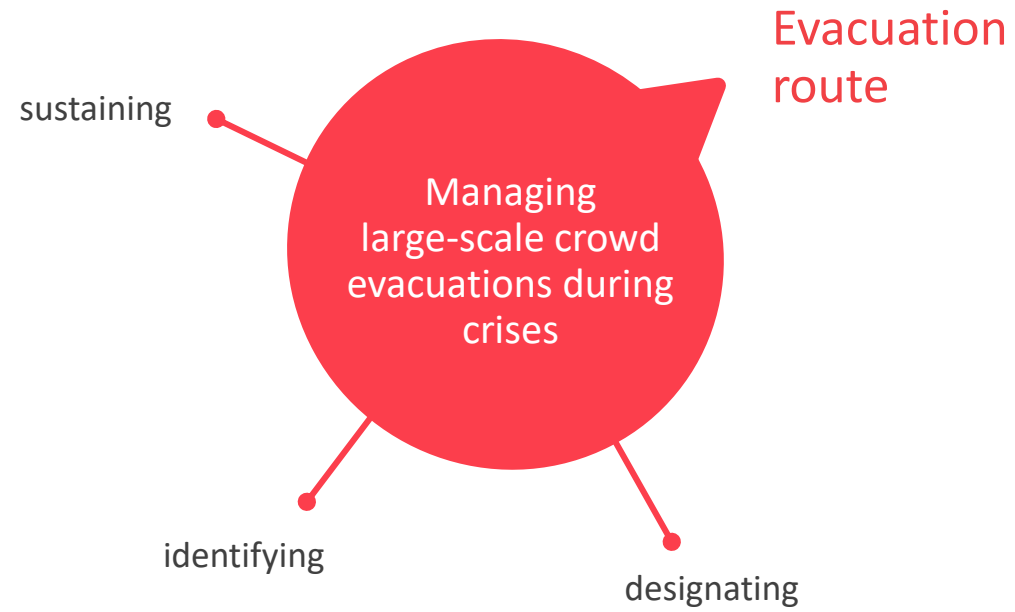 Evacuation
route
sustaining
Managing
large-scale crowd
evacuations during
crises
identifying
designating